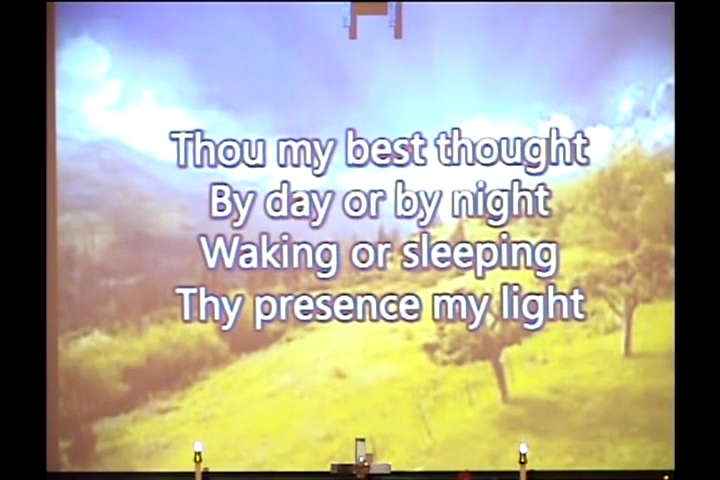 Thou my best thought
By day or by night
Waking or sleeping
Thy presence my light